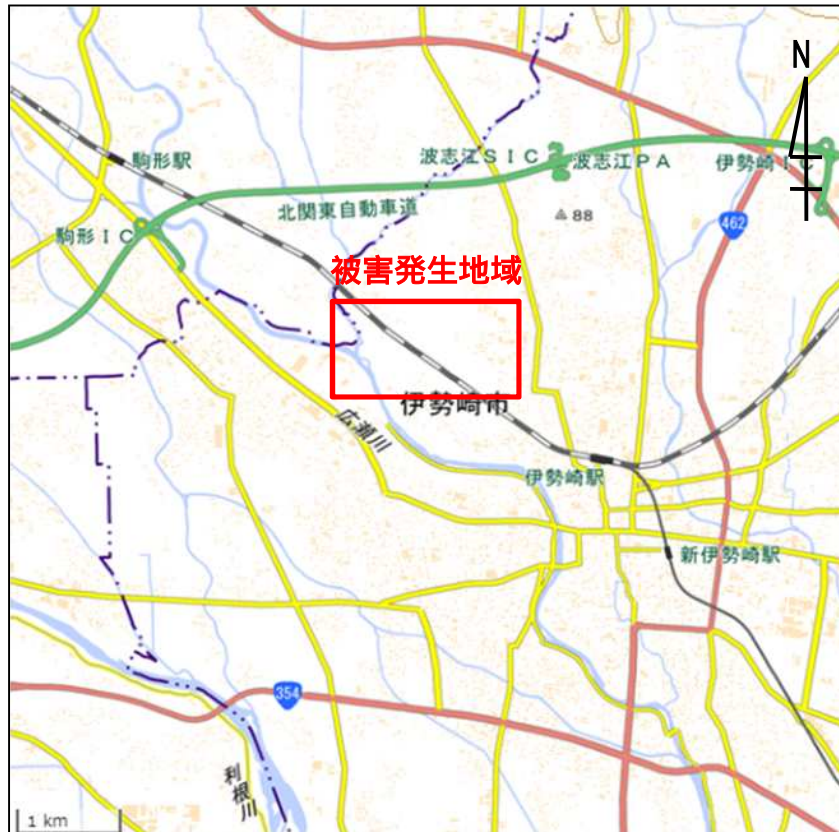 N
駒形駅
波志江SIC
波志江PA
伊勢崎IC
北関東自動車道
88
462
駒形IC
被害発生地域
伊勢崎市
広瀬川
伊勢崎駅
新伊勢崎駅
354
利根川
1 km